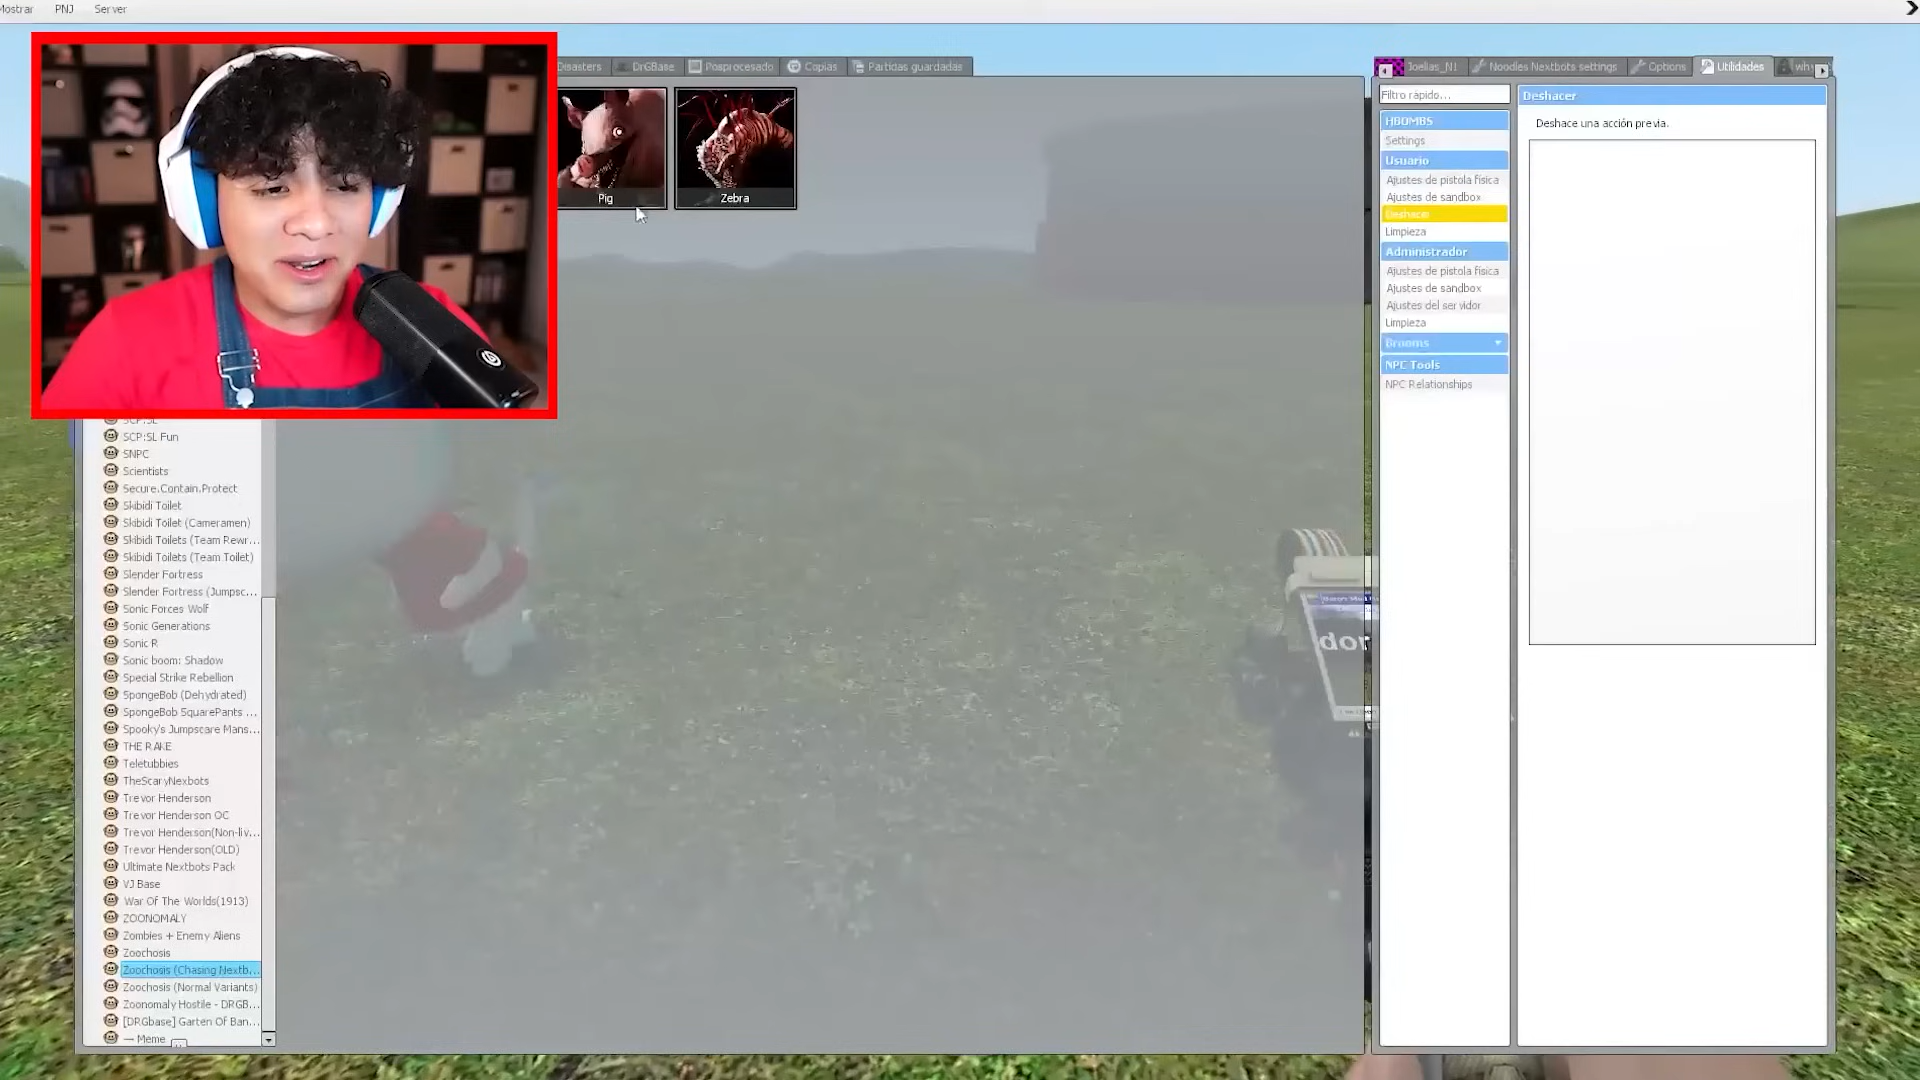 Mostrar PNJ Server
Disasters DrGBase Posprocesado Copias Partidas guardadas
Joelias_N1 Noodles Nextbots settings Options Utilidades why
Filtro rápido...
HBOMBS
Settings
Usuario
Ajustes de pistola física
Ajustes de sandbox
Deshacer
Limpieza
Administrador
Ajustes de pistola física
Ajustes de sandbox
Ajustes del servidor
Limpieza
Brooms
NPC Tools
NPC Relationships
Deshacer
Deshace una acción previa.
Pig
Zebra
SCP:SL
SCP:SL Fun
SNPC
Scientists
Secure.Contain.Protect
Skibidi Toilet
Skibidi Toilet (Cameramen)
Skibidi Toilets (Team Rewr...
Skibidi Toilets (Team Toilet)
Slender Fortress
Slender Fortress (Jumpsc...
Sonic Forces Wolf
Sonic Generations
Sonic R
Sonic boom: Shadow
Special Strike Rebellion
SpongeBob (Dehydrated)
SpongeBob SquarePants ...
Spooky's Jumpscare Mans...
THE RAKE
Teletubbies
TheScaryNexbots
Trevor Henderson
Trevor Henderson OC
Trevor Henderson(Non-liv...
Trevor Henderson(OLD)
Ultimate Nextbots Pack
VJ Base
War Of The Worlds(1913)
ZOONOMALY
Zombies + Enemy Aliens
Zoochosis
Zoochosis (Chasing Nextb...
Zoochosis (Normal Variants)
Zoonomaly Hostile - DRGB...
[DRGbase] Garten Of Ban...
— Meme